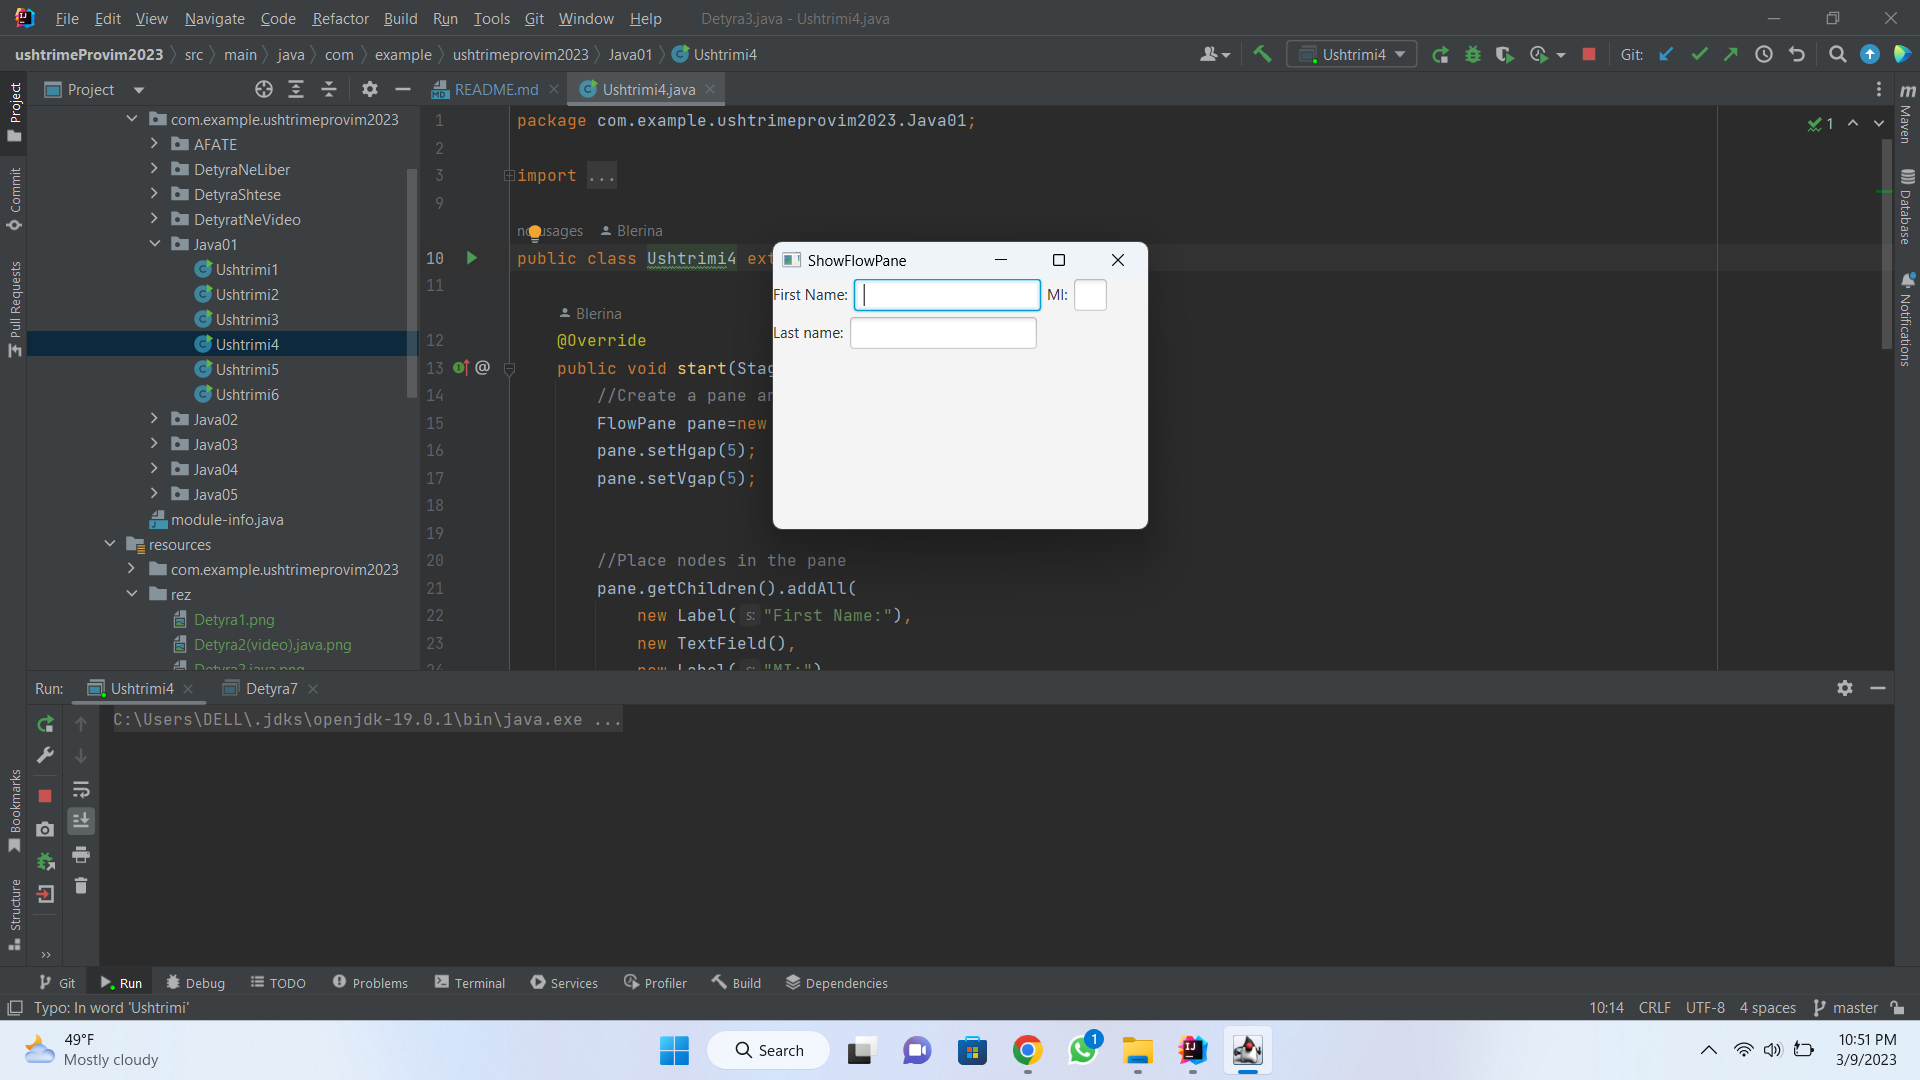 File Edit View Navigate Code Refactor Build Run Tools Git Window Help Detyra3.java - Ushtrimi4.java
ushtrimeProvim2023 src main java com example ushtrimeprovim2023 Java01 Ushtrimi4
Ushtrimi4
Git:
Project
README.md
Ushtrimi4.java
com.example.ushtrimeprovim2023
AFATE
DetyraNeLiber
DetyraShtese
DetyratNeVideo
Java01
Ushtrimi1
Ushtrimi2
Ushtrimi3
Ushtrimi4
Ushtrimi5
Ushtrimi6
Java02
Java03
Java04
Java05
module-info.java
resources
com.example.ushtrimeprovim2023
rez
Detyra1.png
Detyra2(video).java.png
Detyra2.java.png
Project
Commit
Pull Requests
Bookmarks
Structure
1 package com.example.ushtrimeprovim2023.Java01;
2
3 import ...
9
no usages Blerina
10 public class Ushtrimi4 ext
11
Blerina
12 @Override
13 public void start(Stag
14 //Create a pane an
15 FlowPane pane=new
16 pane.setHgap(5);
17 pane.setVgap(5);
18
19
20 //Place nodes in the pane
21 pane.getChildren().addAll(
22 new Label( s: "First Name:"),
23 new TextField(),
24 new Label( s: "MI:")
1
Maven
Database
Notifications
ShowFlowPane
First Name: MI:
Last name:
Run: Ushtrimi4 Detyra7
C:\Users\DELL\.jdks\openjdk-19.0.1\bin\java.exe ...
Git Run Debug TODO Problems Terminal Services Profiler Build Dependencies
Typo: In word 'Ushtrimi'
10:14 CRLF UTF-8 4 spaces master
49°F
Mostly cloudy
Search
1
10:51 PM
3/9/2023